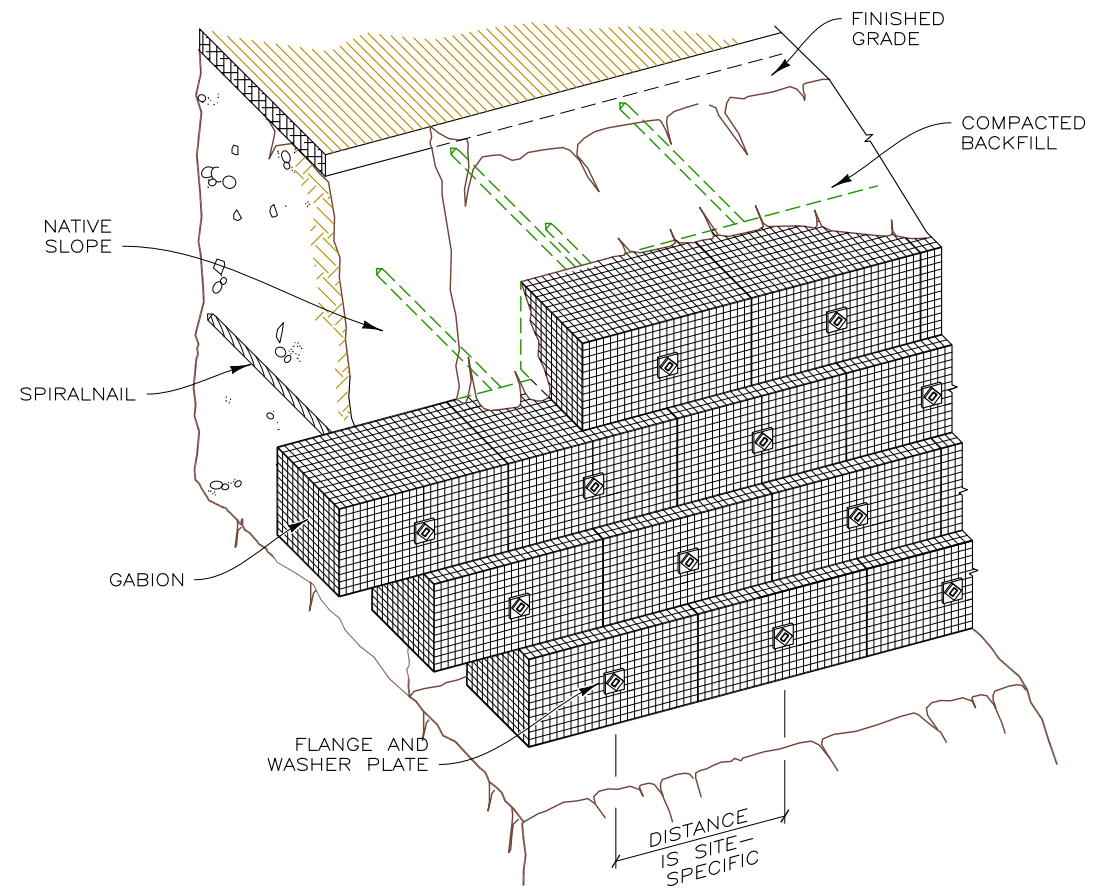 FINISHED
GRADE
COMPACTED
BACKFILL
NATIVE
SLOPE
SPIRALNAIL
GABION
FLANGE AND
WASHER PLATE
DISTANCE
IS SITE-
SPECIFIC